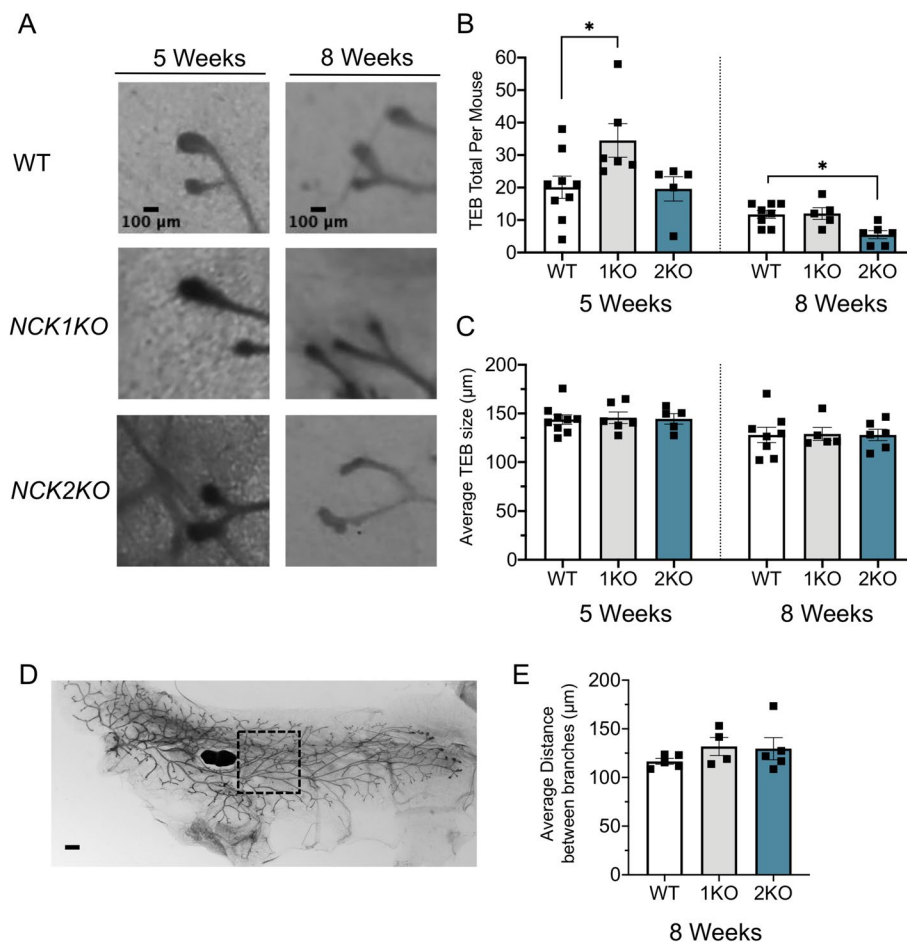 A
5 Weeks
8 Weeks
WT
100 µm
100 µm
NCK1KO
NCK2KO
B
TEB Total Per Mouse
60
50
40
30
20
10
0
*
*
WT 1KO 2KO WT 1KO 2KO
5 Weeks 8 Weeks
C
Average TEB size (µm)
200
150
100
50
0
WT 1KO 2KO WT 1KO 2KO
5 Weeks 8 Weeks
D
E
Average Distance
between branches (µm)
200
150
100
50
0
WT 1KO 2KO
8 Weeks